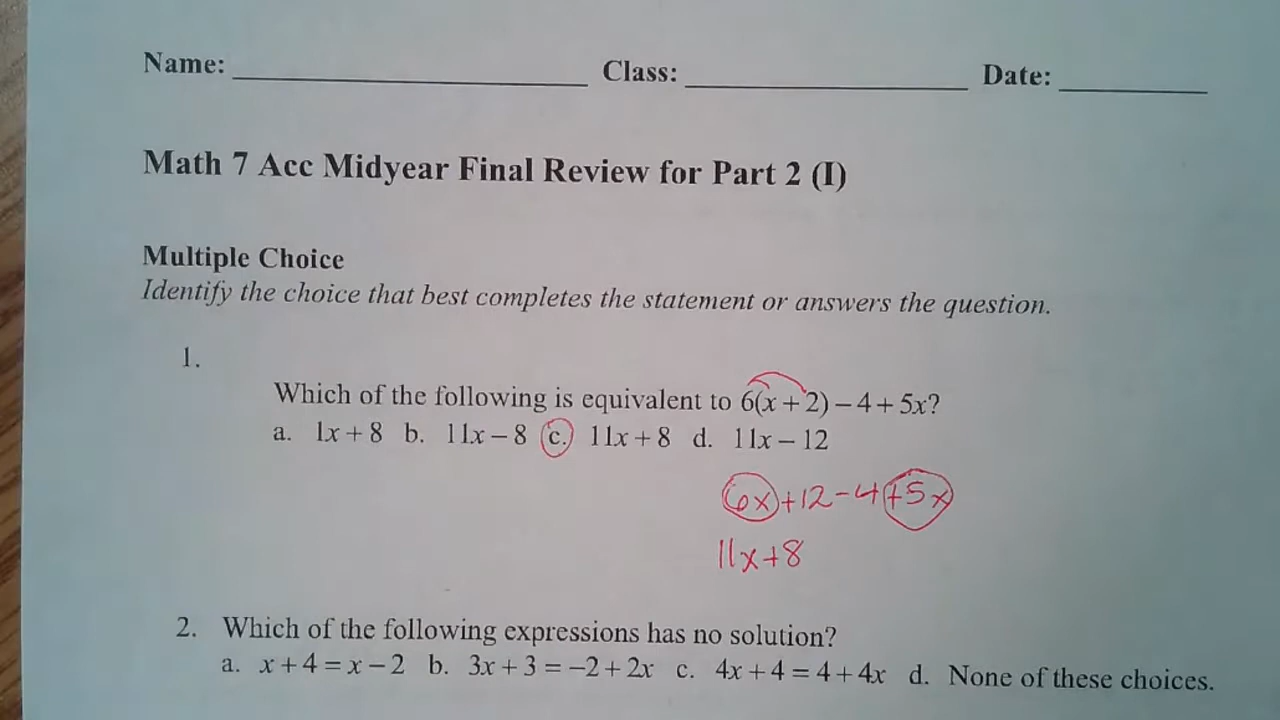 Name: ____________ Class: ____________ Date: ____________
Math 7 Acc Midyear Final Review for Part 2 (I)
Multiple Choice
Identify the choice that best completes the statement or answers the question.
1.
Which of the following is equivalent to 6(x + 2) – 4 + 5x?
a. 1x + 8 b. 11x – 8 c. 11x + 8 d. 11x – 12
6x + 12 - 4 + 5x
11x + 8
2. Which of the following expressions has no solution?
a. x + 4 = x – 2 b. 3x + 3 = –2 + 2x c. 4x + 4 = 4 + 4x d. None of these choices.